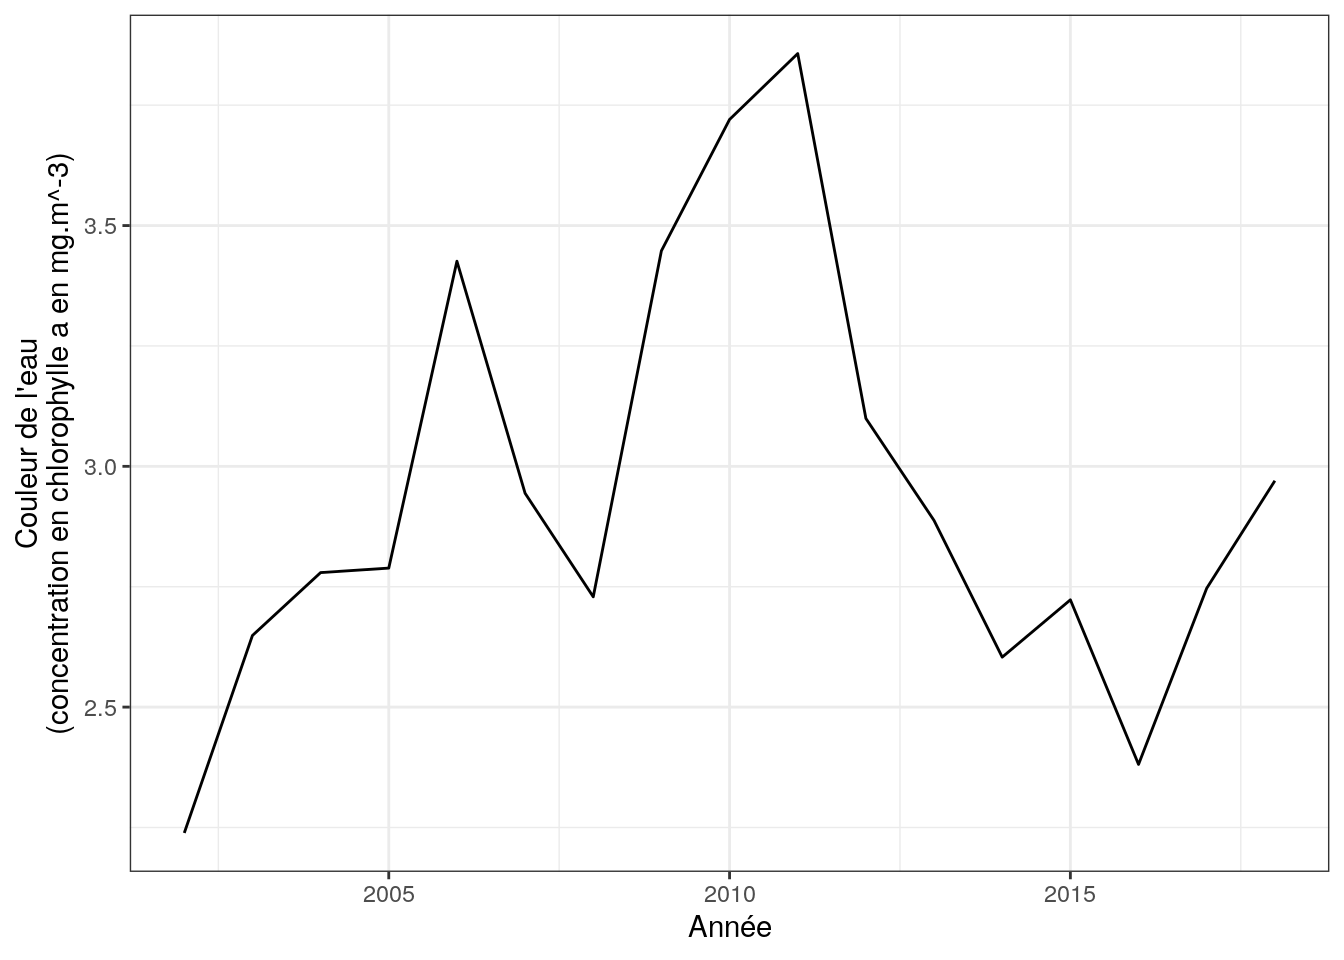 Couleur de l'eau
(concentration en chlorophylle a en mg.m^-3)
3.5
3.0
2.5
2005 2010 2015
Année